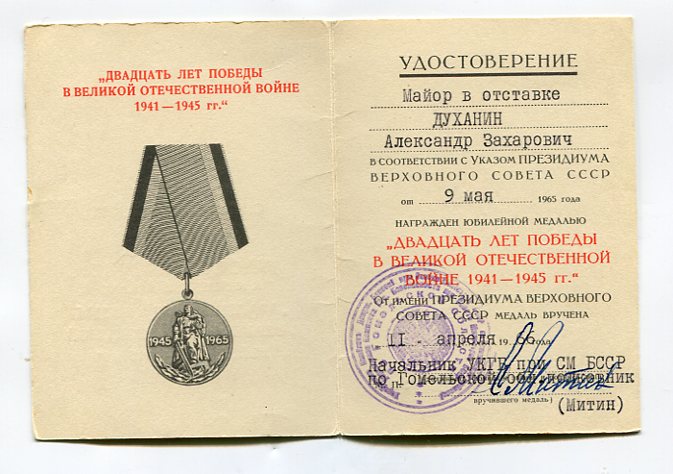 „ДВАДЦАТЬ ЛЕТ ПОБЕДЫ
В ВЕЛИКОЙ ОТЕЧЕСТВЕННОЙ ВОЙНЕ
1941—1945 гг.“
1945 1965
УДОСТОВЕРЕНИЕ
Майор в отставке
ДУХАНИН
Александр Захарович
В СООТВЕТСТВИИ С УКАЗОМ ПРЕЗИДИУМА
ВЕРХОВНОГО СОВЕТА СССР
от 9 мая 1965 года
НАГРАЖДЕН ЮБИЛЕЙНОЙ МЕДАЛЬЮ
„ДВАДЦАТЬ ЛЕТ ПОБЕДЫ
В ВЕЛИКОЙ ОТЕЧЕСТВЕННОЙ
ВОЙНЕ 1941—1945 гг.“
ОТ ИМЕНИ ПРЕЗИДИУМА ВЕРХОВНОГО
СОВЕТА СССР МЕДАЛЬ ВРУЧЕНА
11 апреля 1966 года
Начальник УКГБ при СМ БССР
по Гомельской обл. полковник
вручившего медаль)
(Митин)